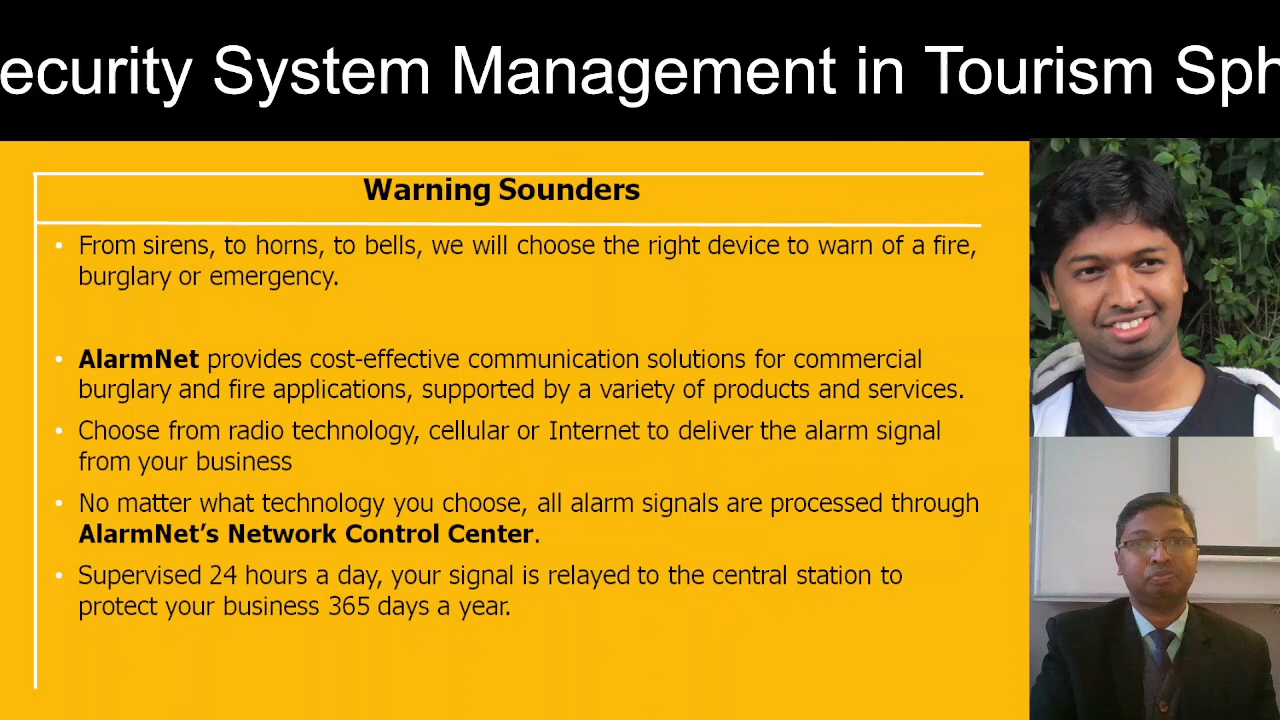 ecurity System Management in Tourism Sph
Warning Sounders
• From sirens, to horns, to bells, we will choose the right device to warn of a fire,
burglary or emergency.
• AlarmNet provides cost-effective communication solutions for commercial
burglary and fire applications, supported by a variety of products and services.
• Choose from radio technology, cellular or Internet to deliver the alarm signal
from your business
• No matter what technology you choose, all alarm signals are processed through
AlarmNet’s Network Control Center.
• Supervised 24 hours a day, your signal is relayed to the central station to
protect your business 365 days a year.